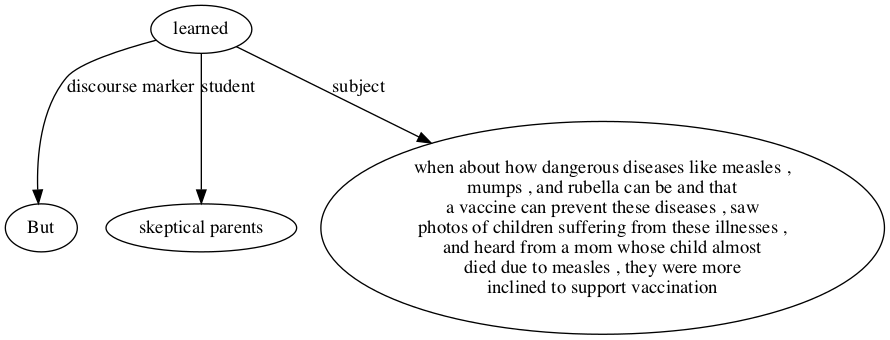 learned
discourse marker
student
subject
But
skeptical parents
when about how dangerous diseases like measles ,
mumps , and rubella can be and that
a vaccine can prevent these diseases , saw
photos of children suffering from these illnesses ,
and heard from a mom whose child almost
died due to measles , they were more
inclined to support vaccination